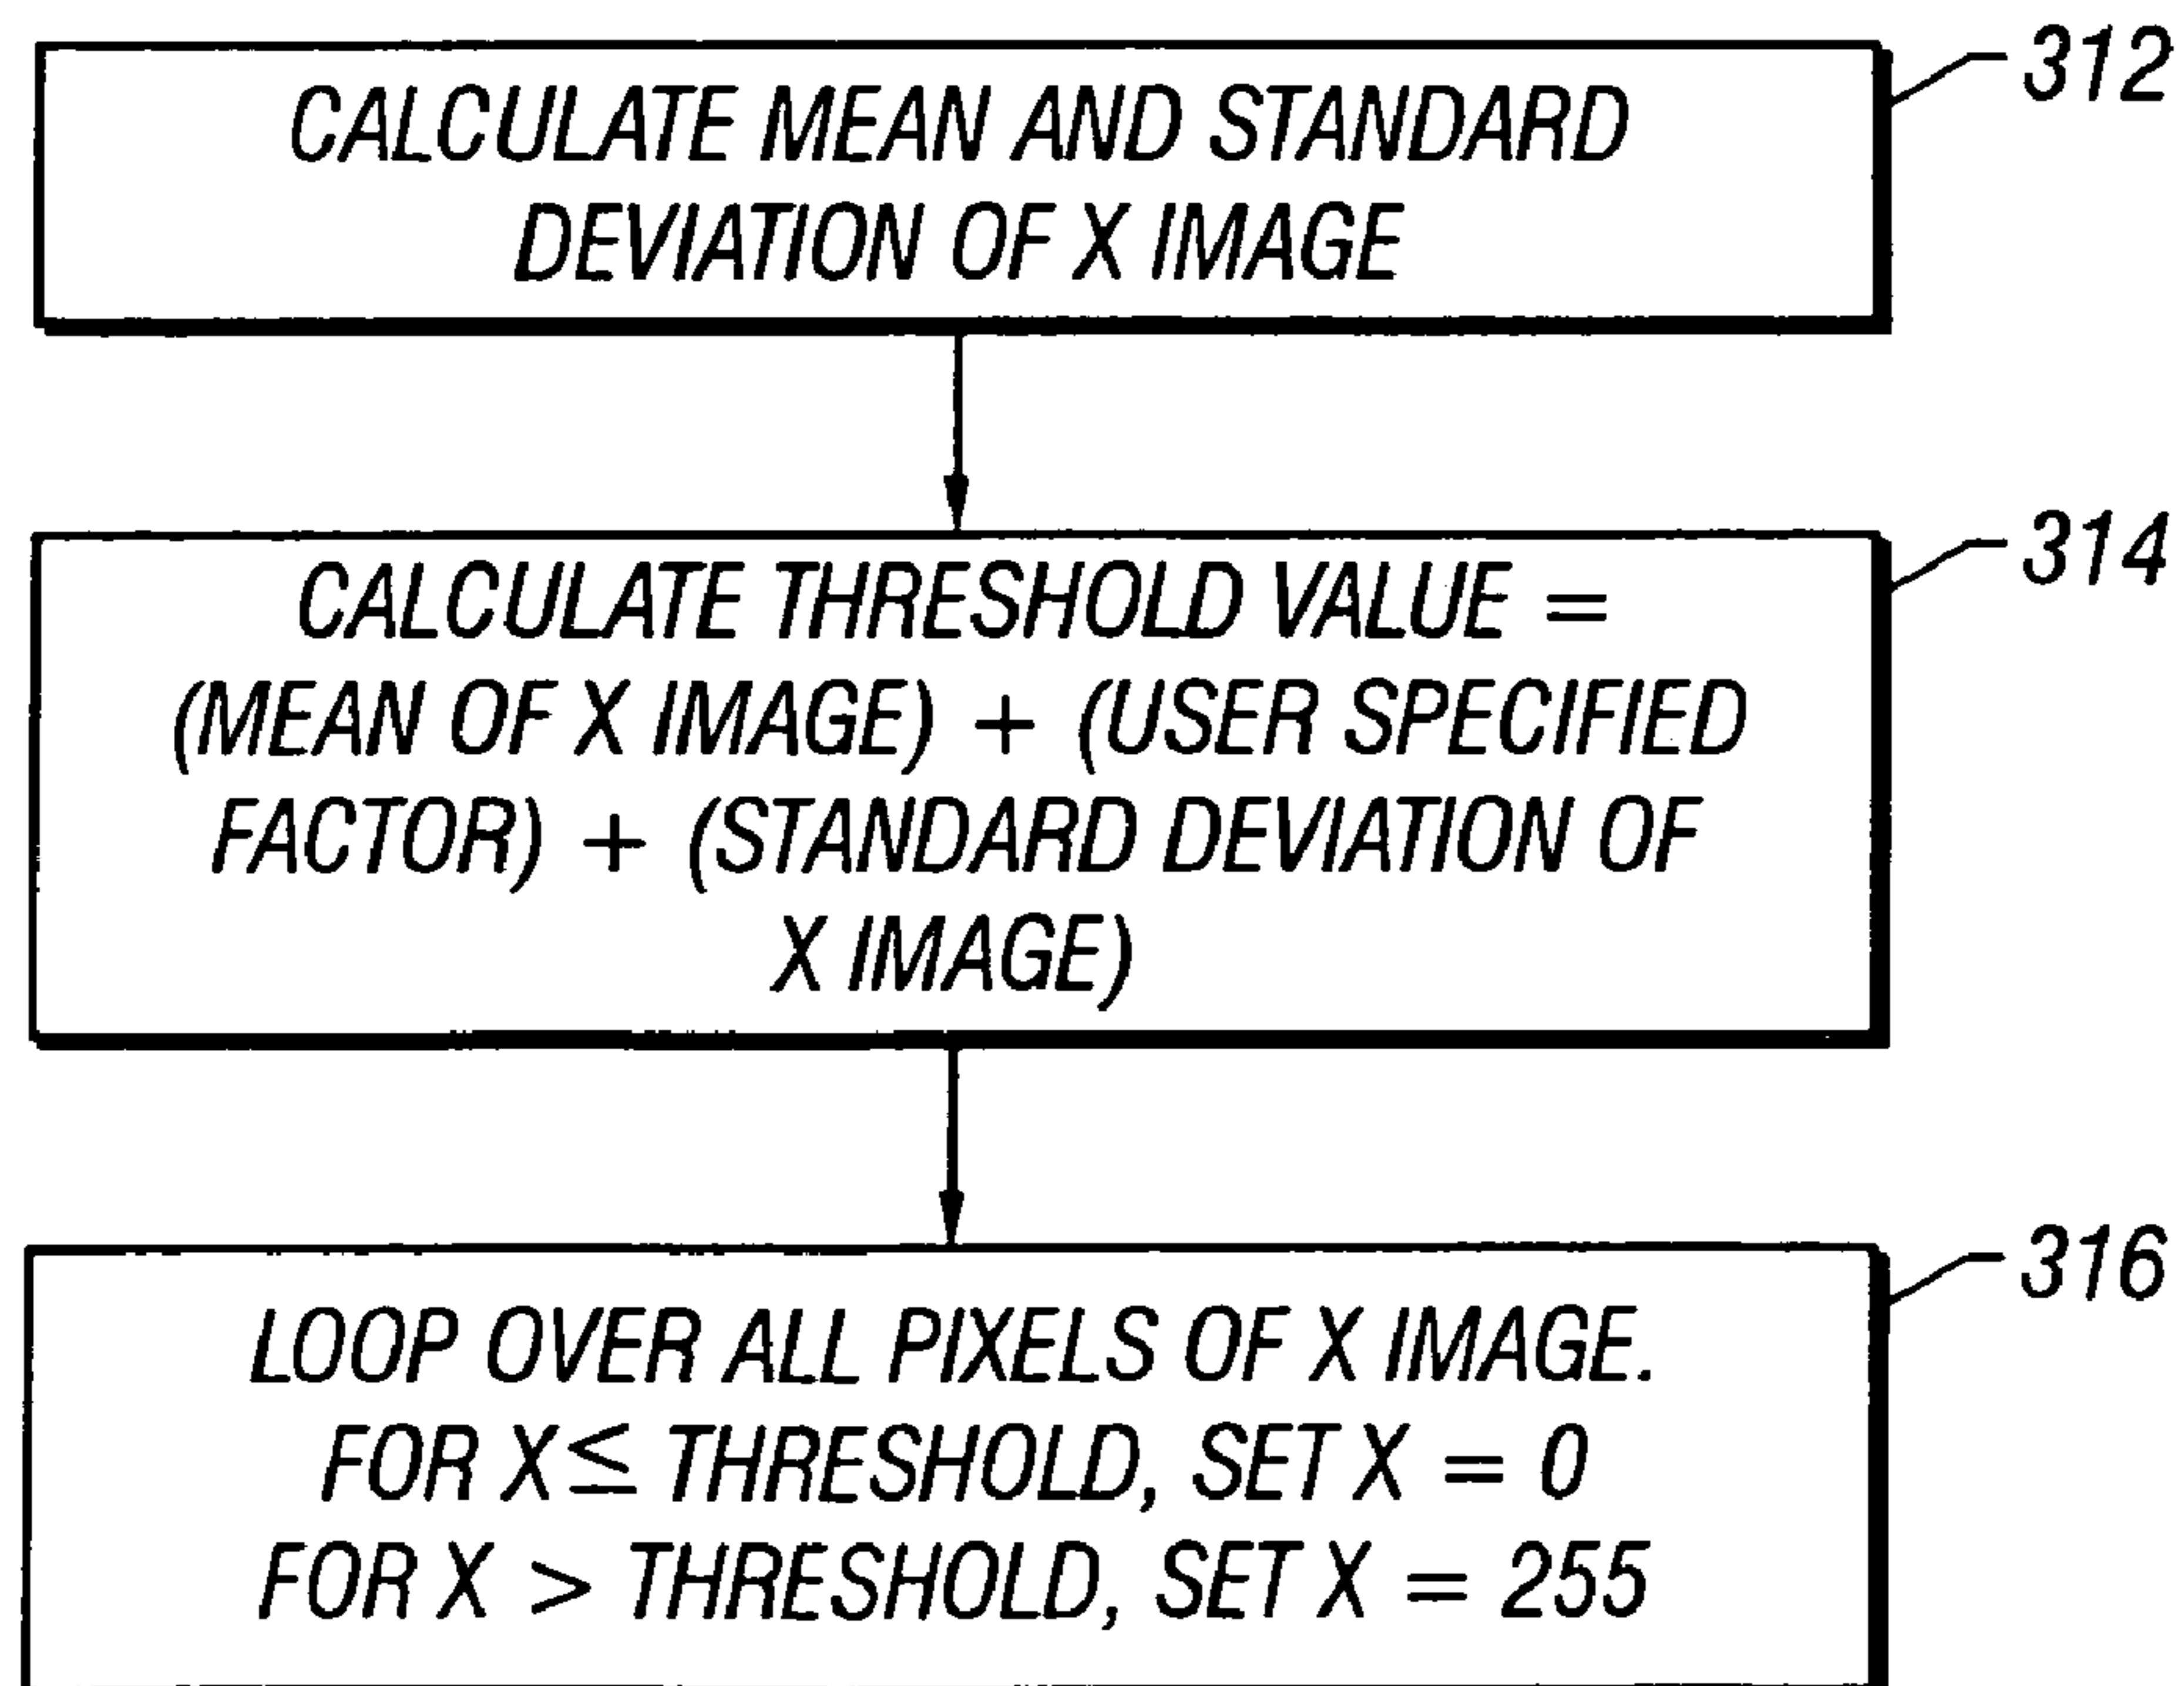 312
CALCULATE MEAN AND STANDARD
DEVIATION OF X IMAGE
314
CALCULATE THRESHOLD VALUE =
(MEAN OF X IMAGE) + (USER SPECIFIED
FACTOR) + (STANDARD DEVIATION OF
X IMAGE)
316
LOOP OVER ALL PIXELS OF X IMAGE.
FOR X ≤ THRESHOLD, SET X = 0
FOR X > THRESHOLD, SET X = 255